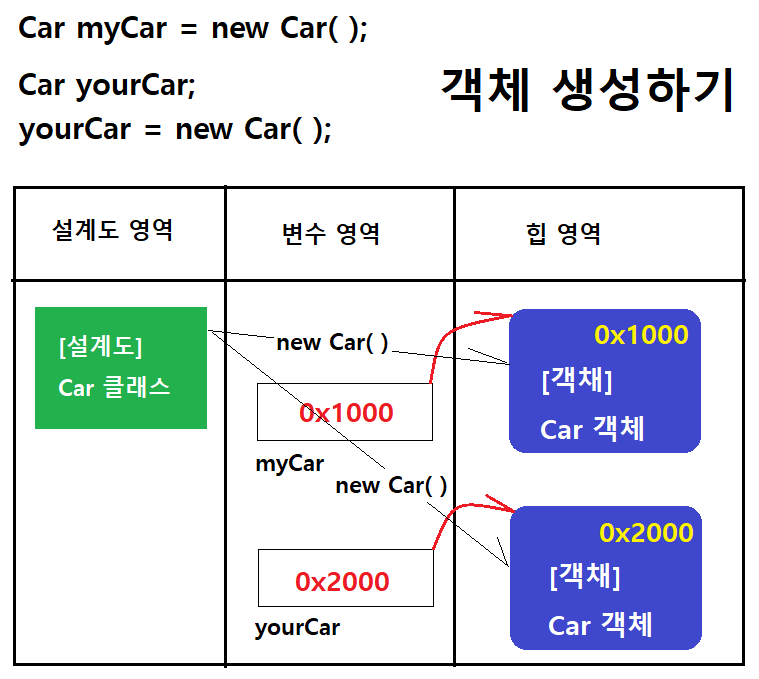 Car myCar = new Car( );
Car yourCar;
yourCar = new Car( );
객체 생성하기
설계도 영역
변수 영역
힙 영역
[설계도]
Car 클래스
new Car( )
0x1000
myCar
new Car( )
0x2000
yourCar
0x1000
[객채]
Car 객체
0x2000
[객채]
Car 객체